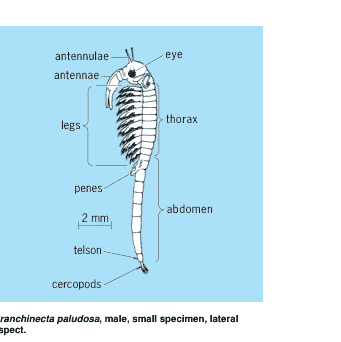 antennulae
eye
antennae
legs
thorax
penes
abdomen
2 mm
telson
cercopods
ranchinecta paludosa, male, small specimen, lateral
spect.